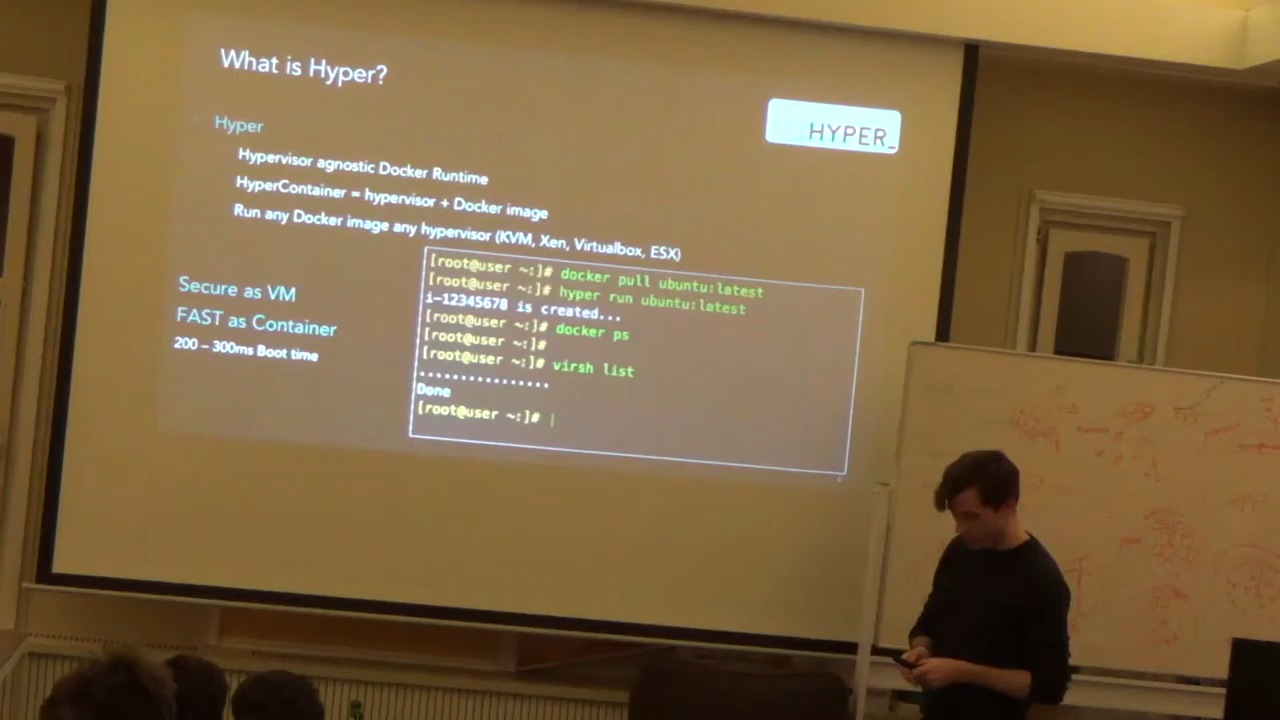 What is Hyper?
HYPER_
Hyper
Hypervisor agnostic Docker Runtime
HyperContainer = hypervisor + Docker image
Run any Docker image any hypervisor (KVM, Xen, Virtualbox, ESX)
Secure as VM
FAST as Container
200 – 300ms Boot time
[root@user ~:]# docker pull ubuntu:latest
[root@user ~:]# hyper run ubuntu:latest
i-12345678 is created...
[root@user ~:]# docker ps
[root@user ~:]#
[root@user ~:]# virsh list
................
Done
[root@user ~:]# |